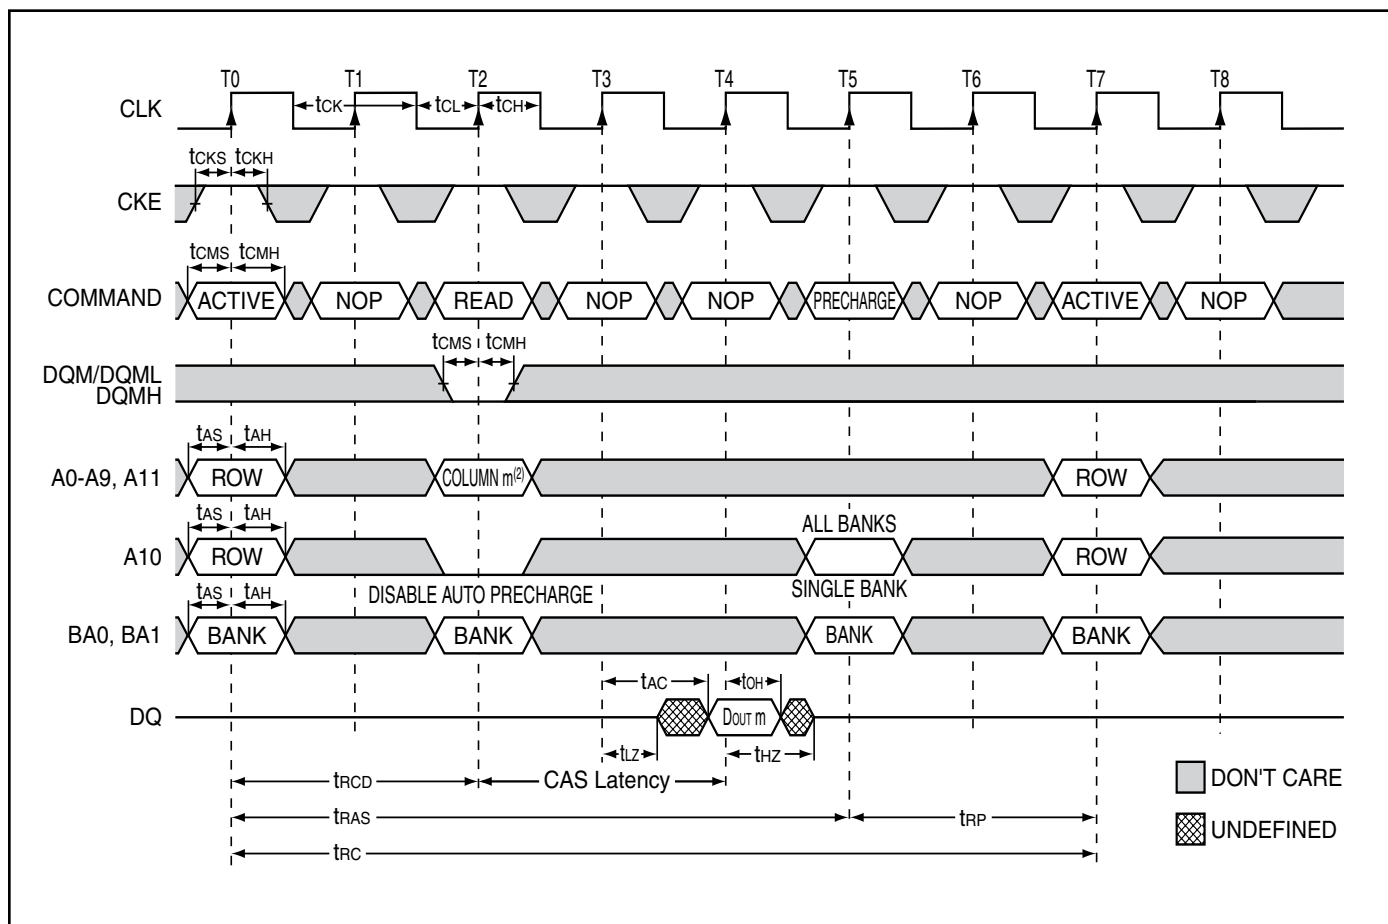 T0 T1 T2 T3 T4 T5 T6 T7 T8
CLK tCK tCL tCH
tCKS tCKH
CKE
tCMS tCMH
COMMAND ACTIVE NOP READ NOP NOP PRECHARGE NOP ACTIVE NOP
tCMS tCMH
DQM/DQML
DQMH
tAS tAH
A0-A9, A11 ROW COLUMN m(2) ROW
tAS tAH ALL BANKS
A10 ROW ROW
DISABLE AUTO PRECHARGE SINGLE BANK
tAS tAH
BA0, BA1 BANK BANK BANK BANK
tAC tOH
DQ DOUT m
tLZ tHZ
tRCD CAS Latency
DON'T CARE
tRAS tRP
UNDEFINED
tRC